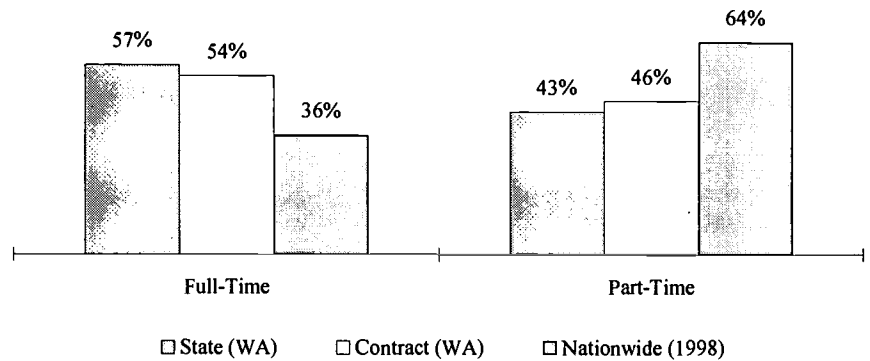 57% 54% 36%
43% 46% 64%
Full-Time Part-Time
State (WA) Contract (WA) Nationwide (1998)